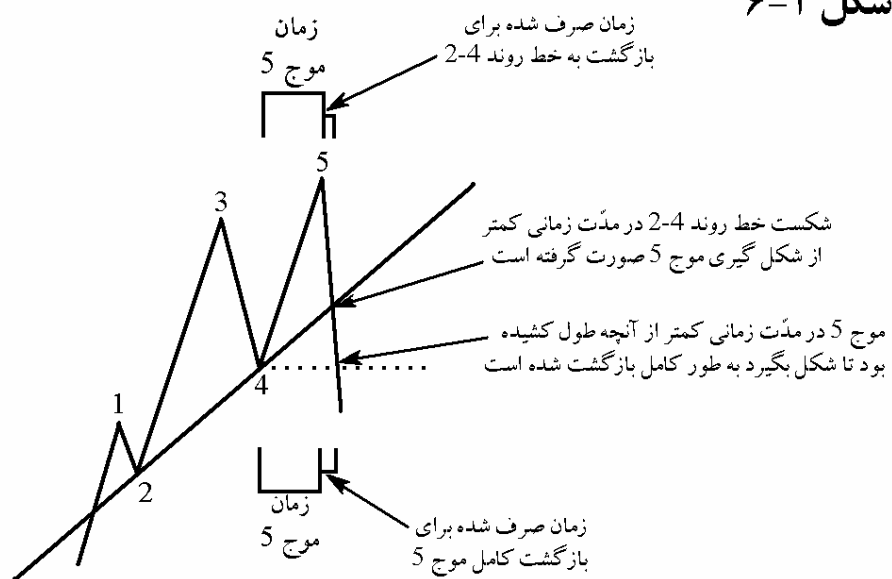 شکل ۱-۶
زمان
موج 5
زمان صرف شده برای
بازگشت به خط روند 4-2
5
3
شکست خط روند 4-2 در مدّت زمانی کمتر
از شکل گیری موج 5 صورت گرفته است
موج 5 در مدّت زمانی کمتر از آنچه طول کشیده
بود تا شکل بگیرد به طور کامل بازگشت شده است
4
1
2
زمان
موج 5
زمان صرف شده برای
بازگشت کامل موج 5